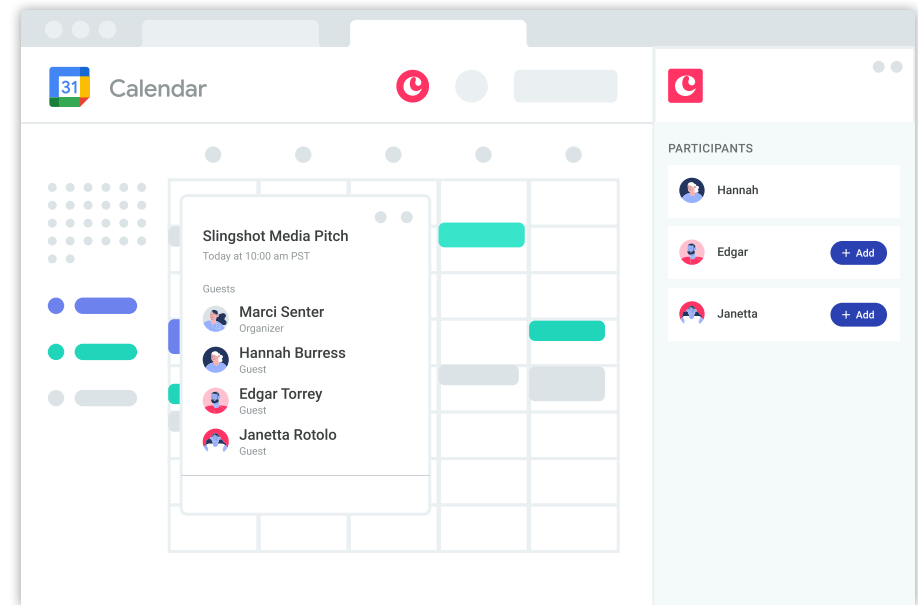 31
Calendar
PARTICIPANTS
Hannah
Edgar
+ Add
Janetta
+ Add
Slingshot Media Pitch
Today at 10:00 am PST
Guests
Marci Senter
Organizer
Hannah Burress
Guest
Edgar Torrey
Guest
Janetta Rotolo
Guest